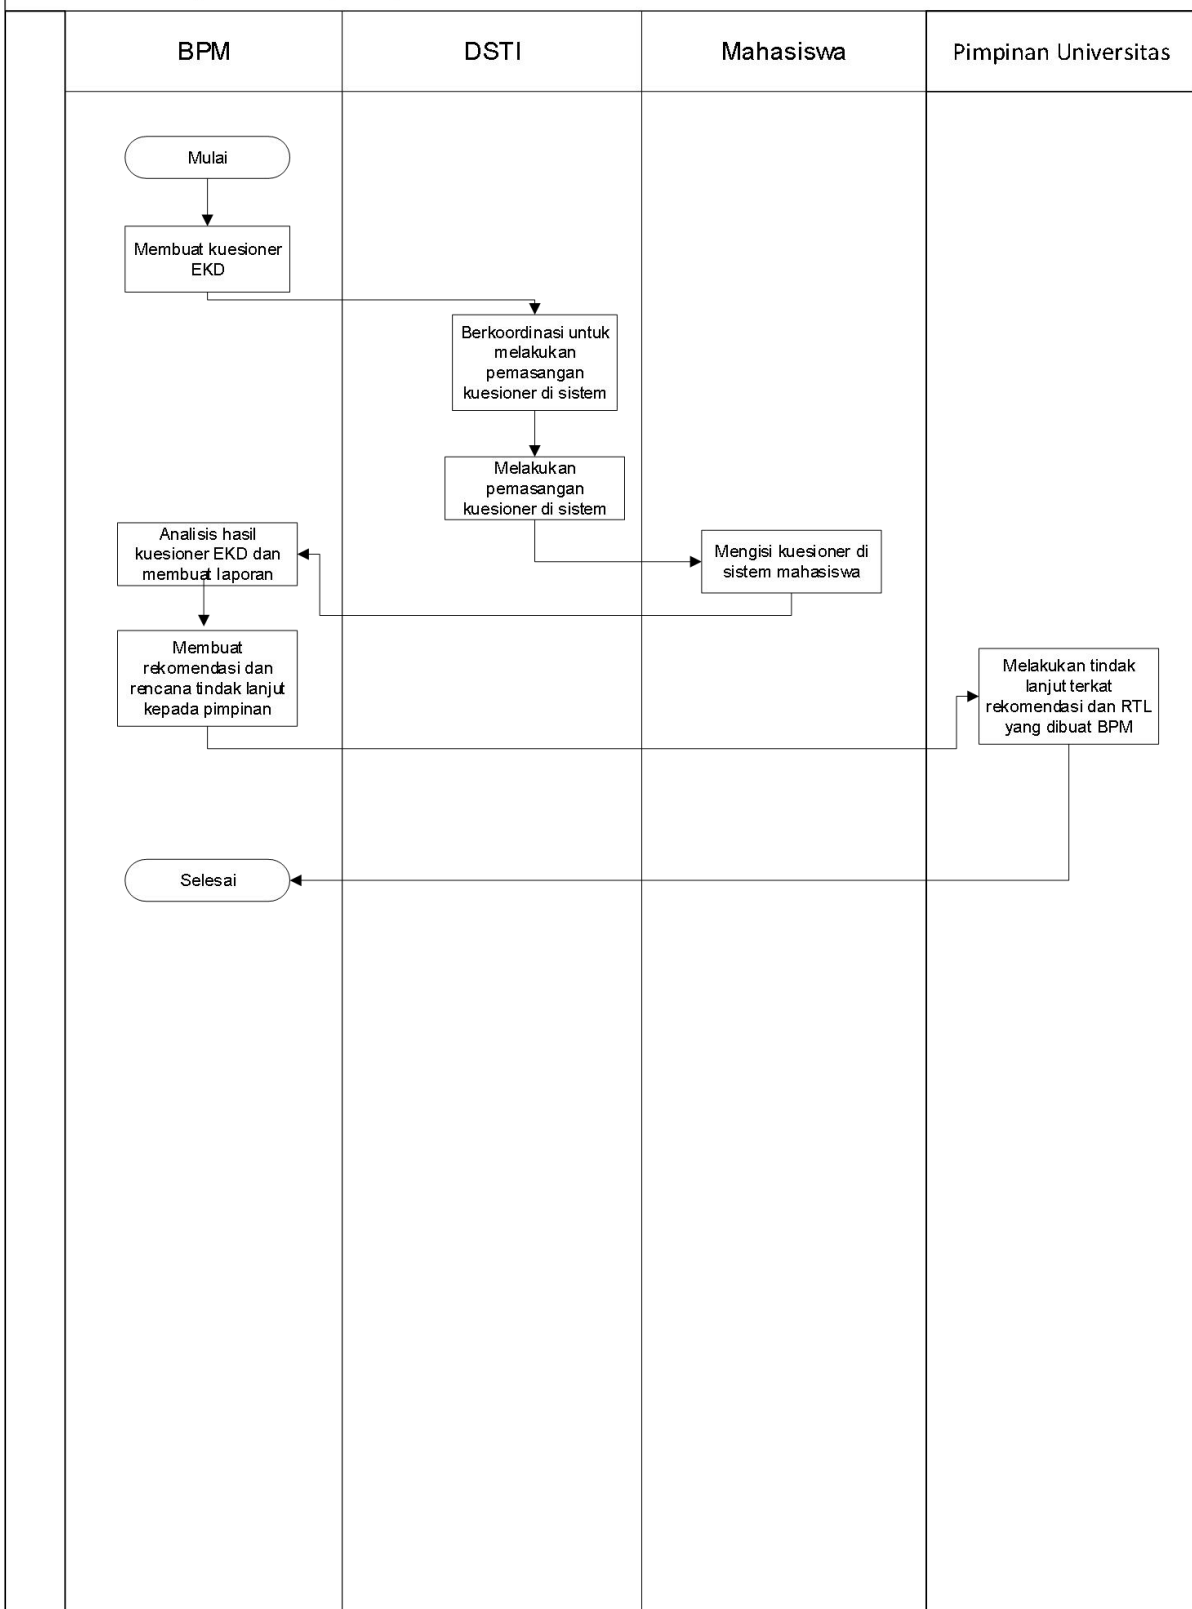 BPM
DSTI
Mahasiswa
Pimpinan Universitas
Mulai
Membuat kuesioner
EKD
Berkoordinasi untuk
melakukan
pemasangan
kuesioner di sistem
Melakukan
pemasangan
kuesioner di sistem
Mengisi kuesioner di
sistem mahasiswa
Analisis hasil
kuesioner EKD dan
membuat laporan
Membuat
rekomendasi dan
rencana tindak lanjut
kepada pimpinan
Melakukan tindak
lanjut terkat
rekomendasi dan RTL
yang dibuat BPM
Selesai